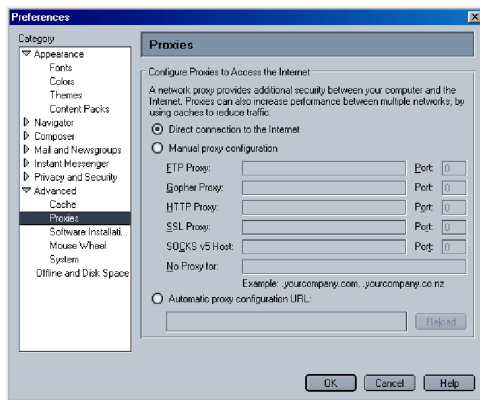 Preferences
Category
Appearance
Fonts
Colors
Themes
Content Packs
Navigator
Composer
Mail and Newsgroups
Instant Messenger
Privacy and Security
Advanced
Cache
Proxies
Software Installati...
Mouse Wheel
System
Offline and Disk Space
Proxies
Configure Proxies to Access the Internet
A network proxy provides additional security between your computer and the
Internet. Proxies can also increase performance between multiple networks, by
using caches to reduce traffic.
Direct connection to the Internet
Manual proxy configuration
FTP Proxy: Port: 0
Gopher Proxy: Port: 0
HTTP Proxy: Port: 0
SSL Proxy: Port: 0
SOCKS v5 Host: Port: 0
No Proxy for:
Example: .yourcompany.com, .yourcompany.co.nz
Automatic proxy configuration URL:
Reload
OK Cancel Help